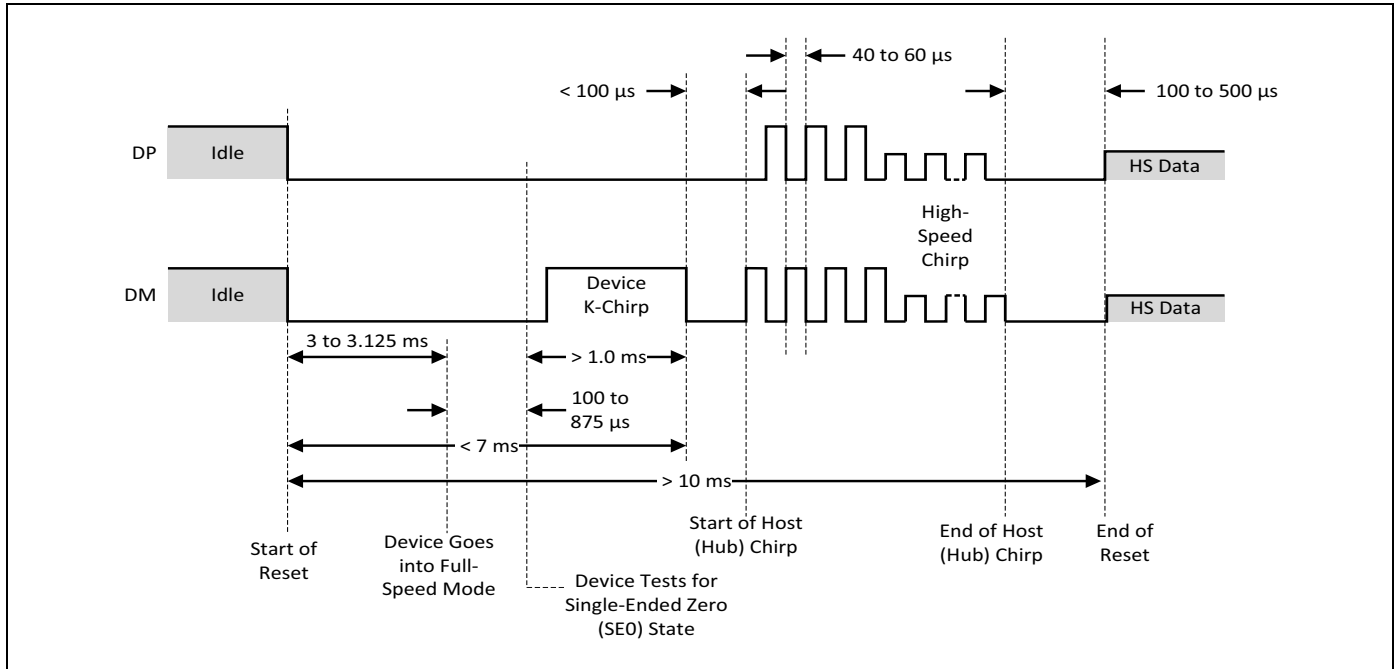 40 to 60 µs
< 100 µs
100 to 500 µs
DP
Idle
HS Data
High-
Speed
Chirp
DM
Idle
Device
K-Chirp
HS Data
3 to 3.125 ms
> 1.0 ms
100 to
875 µs
< 7 ms
> 10 ms
Start of
Reset
Device Goes
into Full-
Speed Mode
Device Tests for
Single-Ended Zero
(SE0) State
Start of Host
(Hub) Chirp
End of Host
(Hub) Chirp
End of
Reset